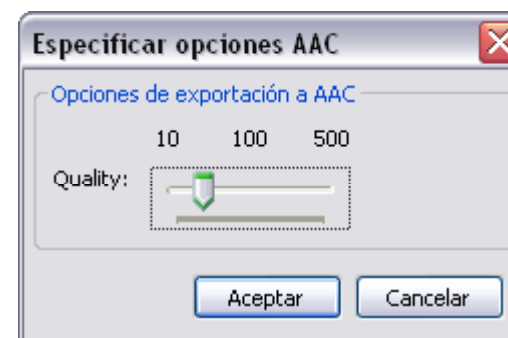 Especificar opciones AAC
Opciones de exportación a AAC
10 100 500
Quality:
Aceptar Cancelar